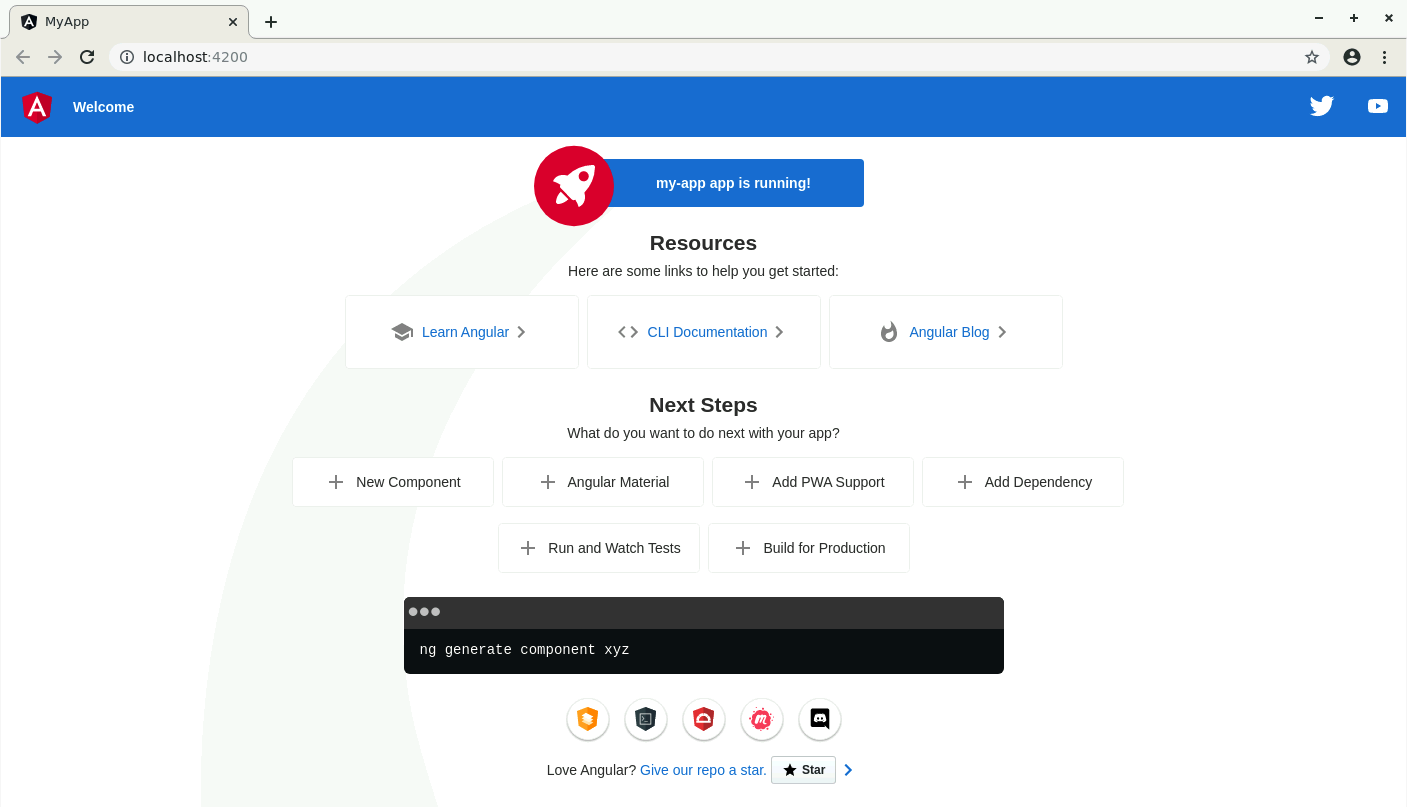 MyApp
localhost:4200
Welcome
my-app app is running!
Resources
Here are some links to help you get started:
Learn Angular
CLI Documentation
Angular Blog
Next Steps
What do you want to do next with your app?
New Component
Angular Material
Add PWA Support
Add Dependency
Run and Watch Tests
Build for Production
ng generate component xyz
Love Angular? Give our repo a star. Star